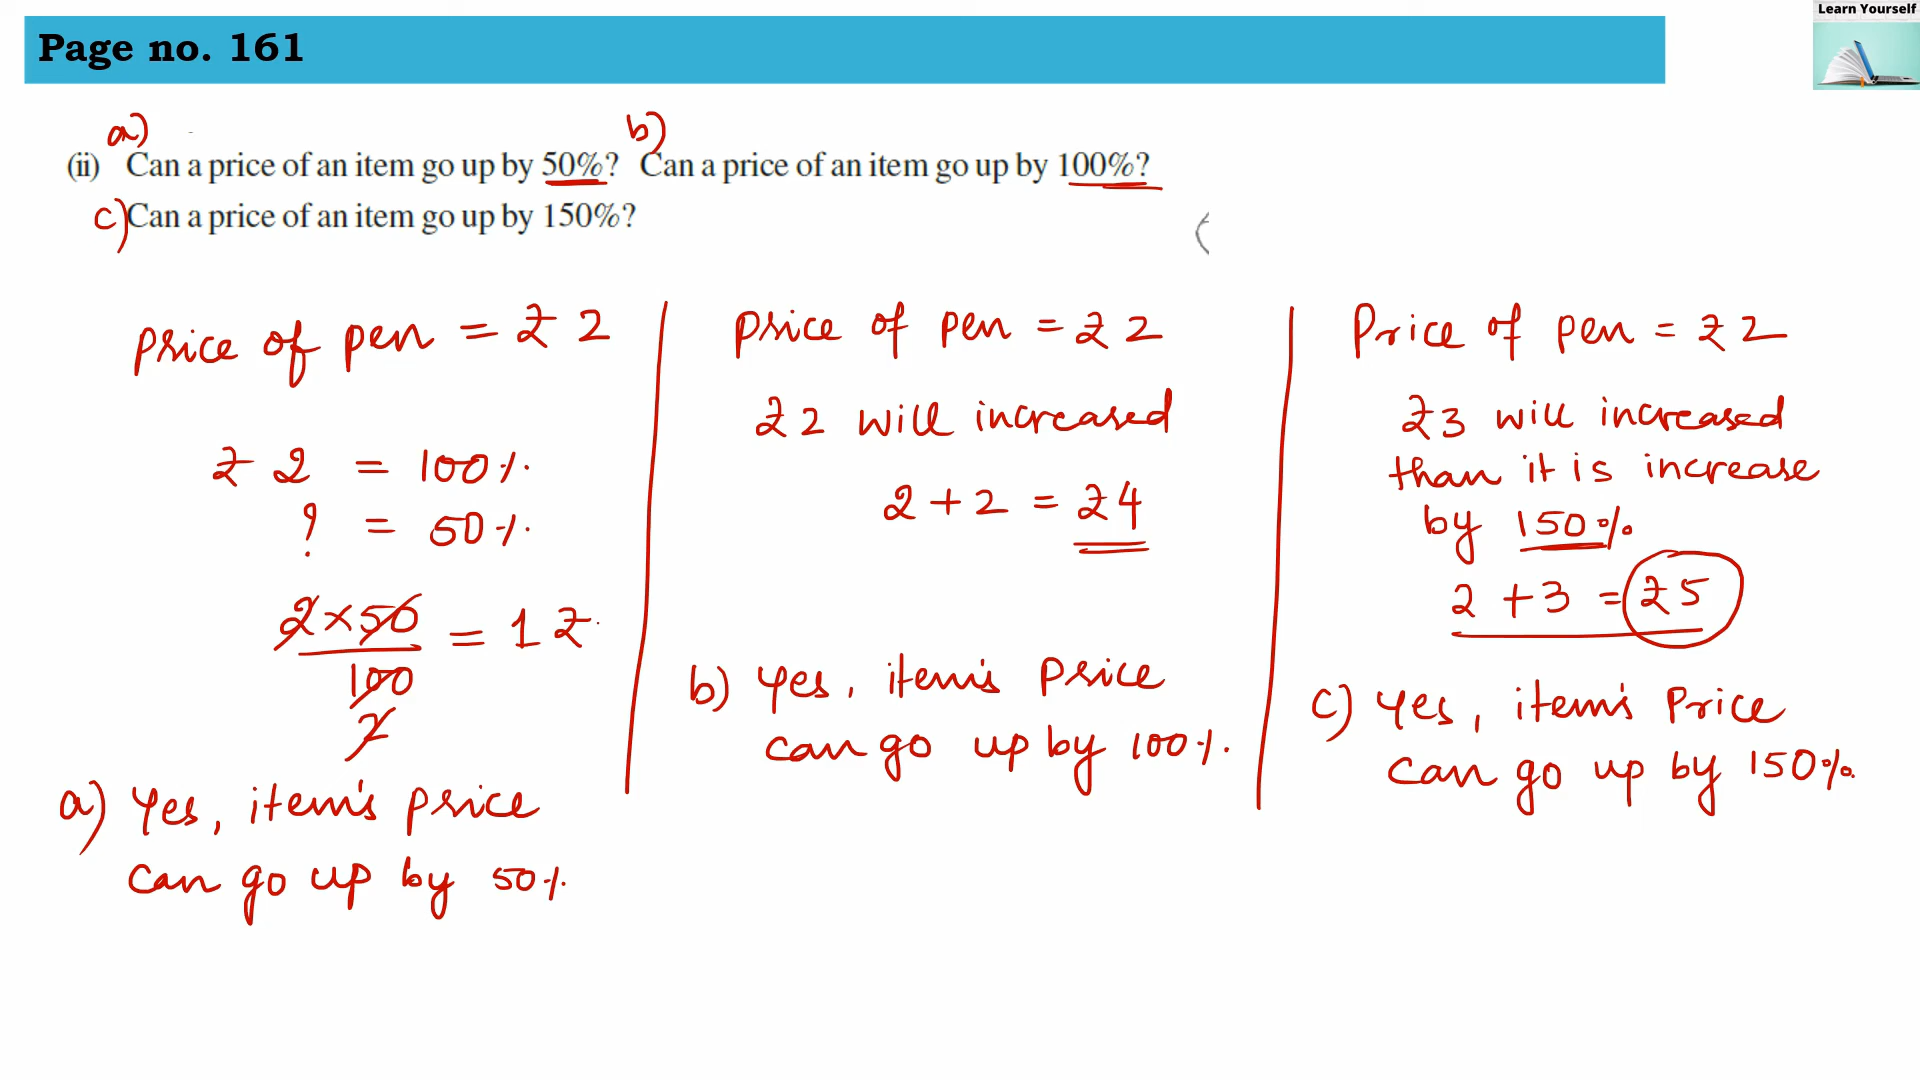 Learn Yourself
Page no. 161
a) b)
(ii) Can a price of an item go up by 50%? Can a price of an item go up by 100%?
c) Can a price of an item go up by 150%?
(
Price of pen = ₹ 2
₹ 2 = 100%
? = 50%
2 × 50 = 1 ₹
100
2
a) Yes, item's price
can go up by 50%
Price of pen = ₹ 2
₹ 2 will increased
2 + 2 = ₹4
b) Yes, item's Price
can go up by 100%.
Price of pen = ₹ 2
₹3 will increased
than it is increase
by 150%
2 + 3 = ₹5
c) Yes, item's Price
can go up by 150%.